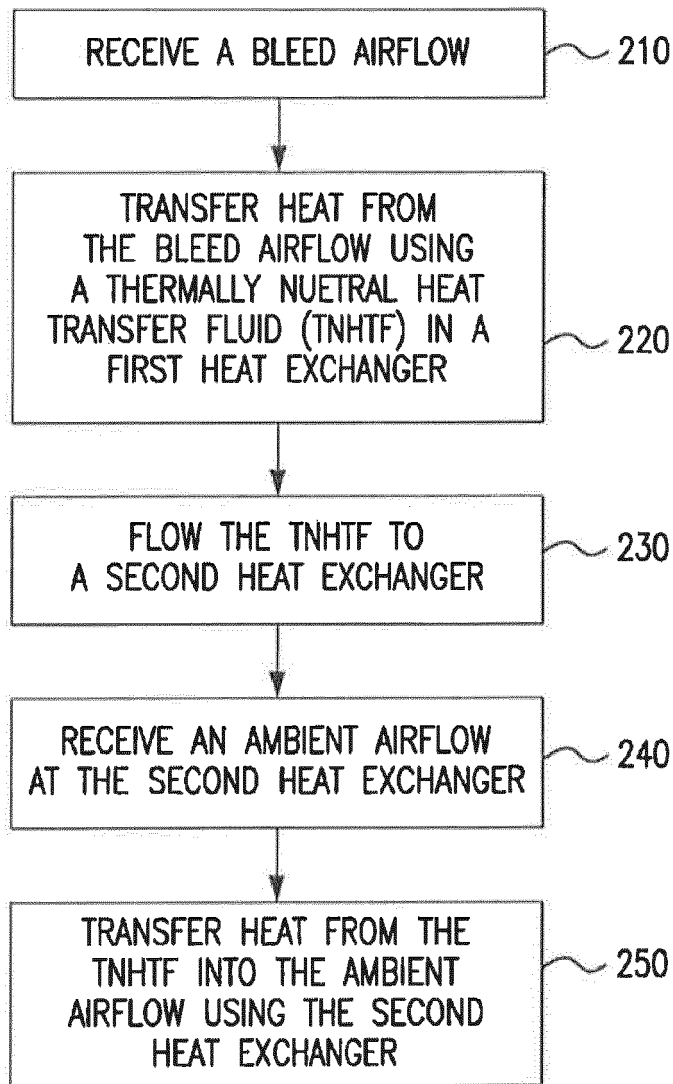 RECEIVE A BLEED AIRFLOW
210
TRANSFER HEAT FROM
THE BLEED AIRFLOW USING
A THERMALLY NUETRAL HEAT
TRANSFER FLUID (TNHTF) IN A
FIRST HEAT EXCHANGER
220
FLOW THE TNHTF TO
A SECOND HEAT EXCHANGER
230
RECEIVE AN AMBIENT AIRFLOW
AT THE SECOND HEAT EXCHANGER
240
TRANSFER HEAT FROM THE
TNHTF INTO THE AMBIENT
AIRFLOW USING THE SECOND
HEAT EXCHANGER
250